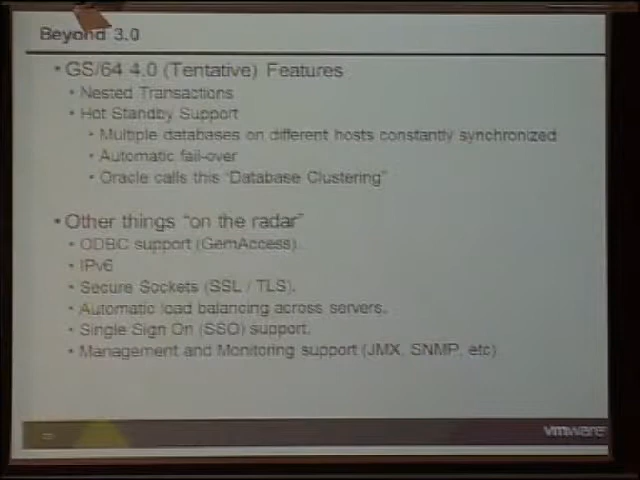 Beyond 3.0
• GS/64 4.0 (Tentative) Features
• Nested Transactions
• Hot Standby Support
• Multiple databases on different hosts constantly synchronized
• Automatic fail-over
• Oracle calls this "Database Clustering"
• Other things "on the radar"
• ODBC support (GemAccess).
• IPv6
• Secure Sockets (SSL / TLS).
• Automatic load balancing across servers.
• Single Sign On (SSO) support.
• Management and Monitoring support (JMX, SNMP, etc)
vmware